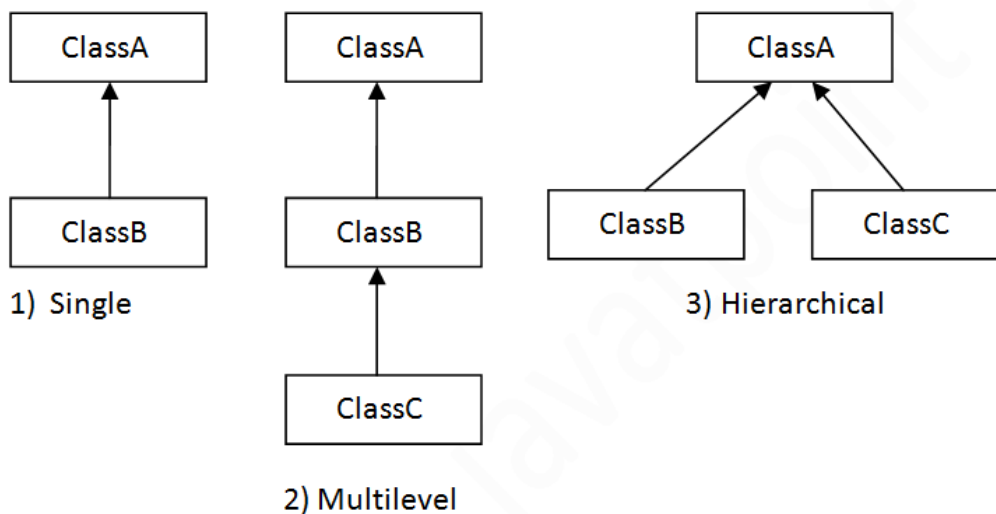 ClassA
ClassB
1) Single
ClassA
ClassB
ClassC
2) Multilevel
ClassA
ClassB
ClassC
3) Hierarchical